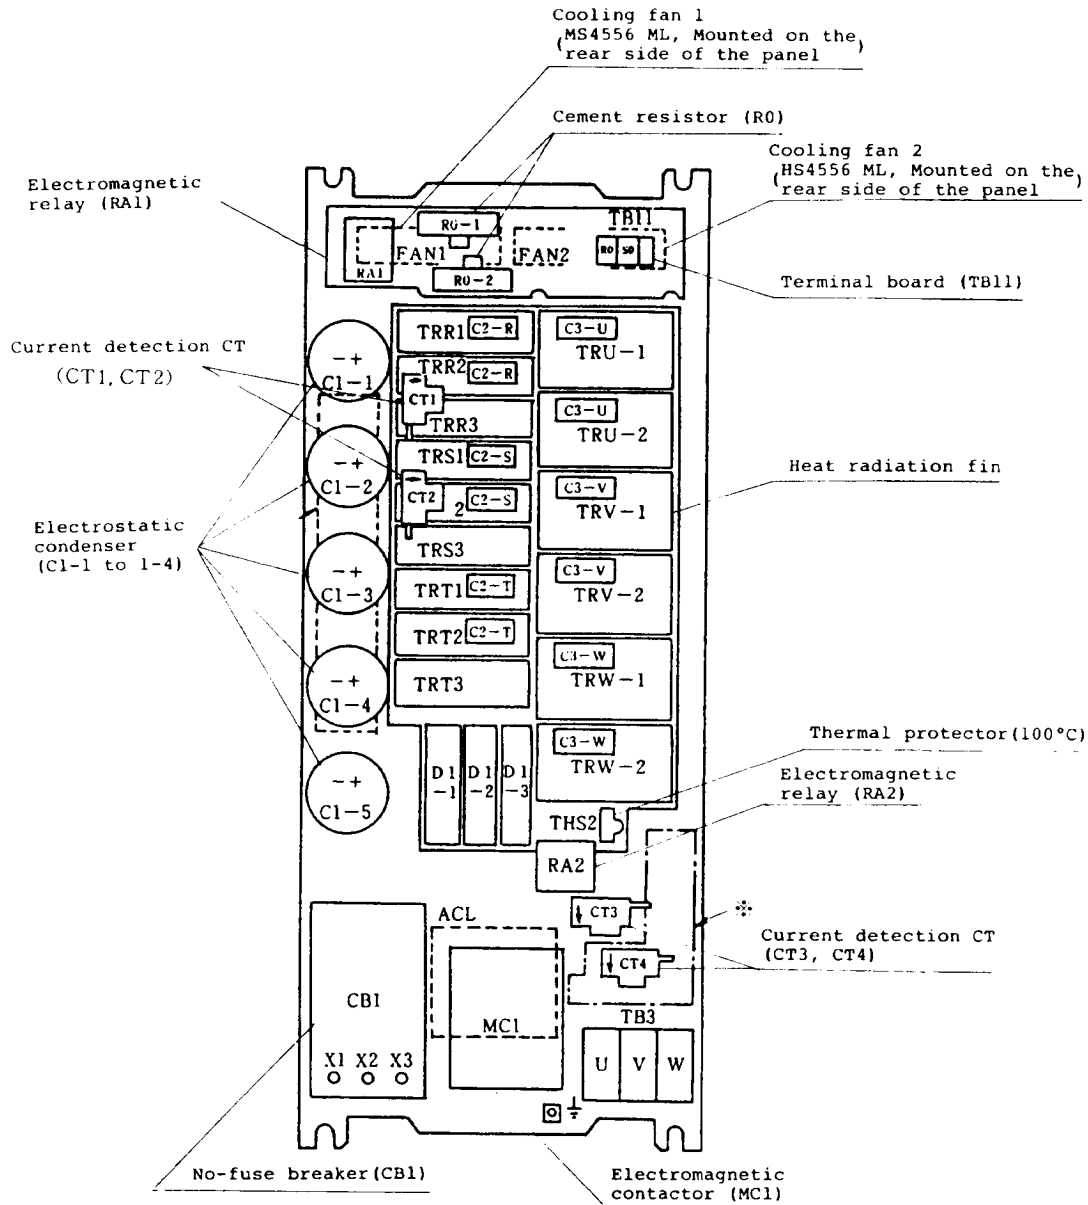 Cooling fan 1
(MS4556 ML, Mounted on the
rear side of the panel)
Cement resistor (R0)
Cooling fan 2
(HS4556 ML, Mounted on the
rear side of the panel)
Electromagnetic
relay (RA1)
R0-1
TB11
FAN1
FAN2
R0 S0
RA1
R0-2
Terminal board (TB11)
TRR1 C2-R
C3-U
TRU-1
Current detection CT
(CT1, CT2)
-+
C1-1
TRR2 C2-R
CT1
TRR3
C3-U
TRU-2
-+
C1-2
TRS1 C2-S
CT2
2 C2-S
C3-V
TRV-1
Heat radiation fin
Electrostatic
condenser
(C1-1 to 1-4)
TRS3
-+
C1-3
TRT1 C2-T
C3-V
TRV-2
TRT2 C2-T
C3-W
TRW-1
-+
C1-4
TRT3
C3-W
TRW-2
D1-1
D1-2
D1-3
-+
C1-5
Thermal protector(100°C)
Electromagnetic
relay (RA2)
THS2
RA2
ACL
CT3
※
Current detection CT
(CT3, CT4)
CT4
CB1
MC1
TB3
X1 X2 X3
U V W
No-fuse breaker(CB1)
Electromagnetic
contactor (MC1)